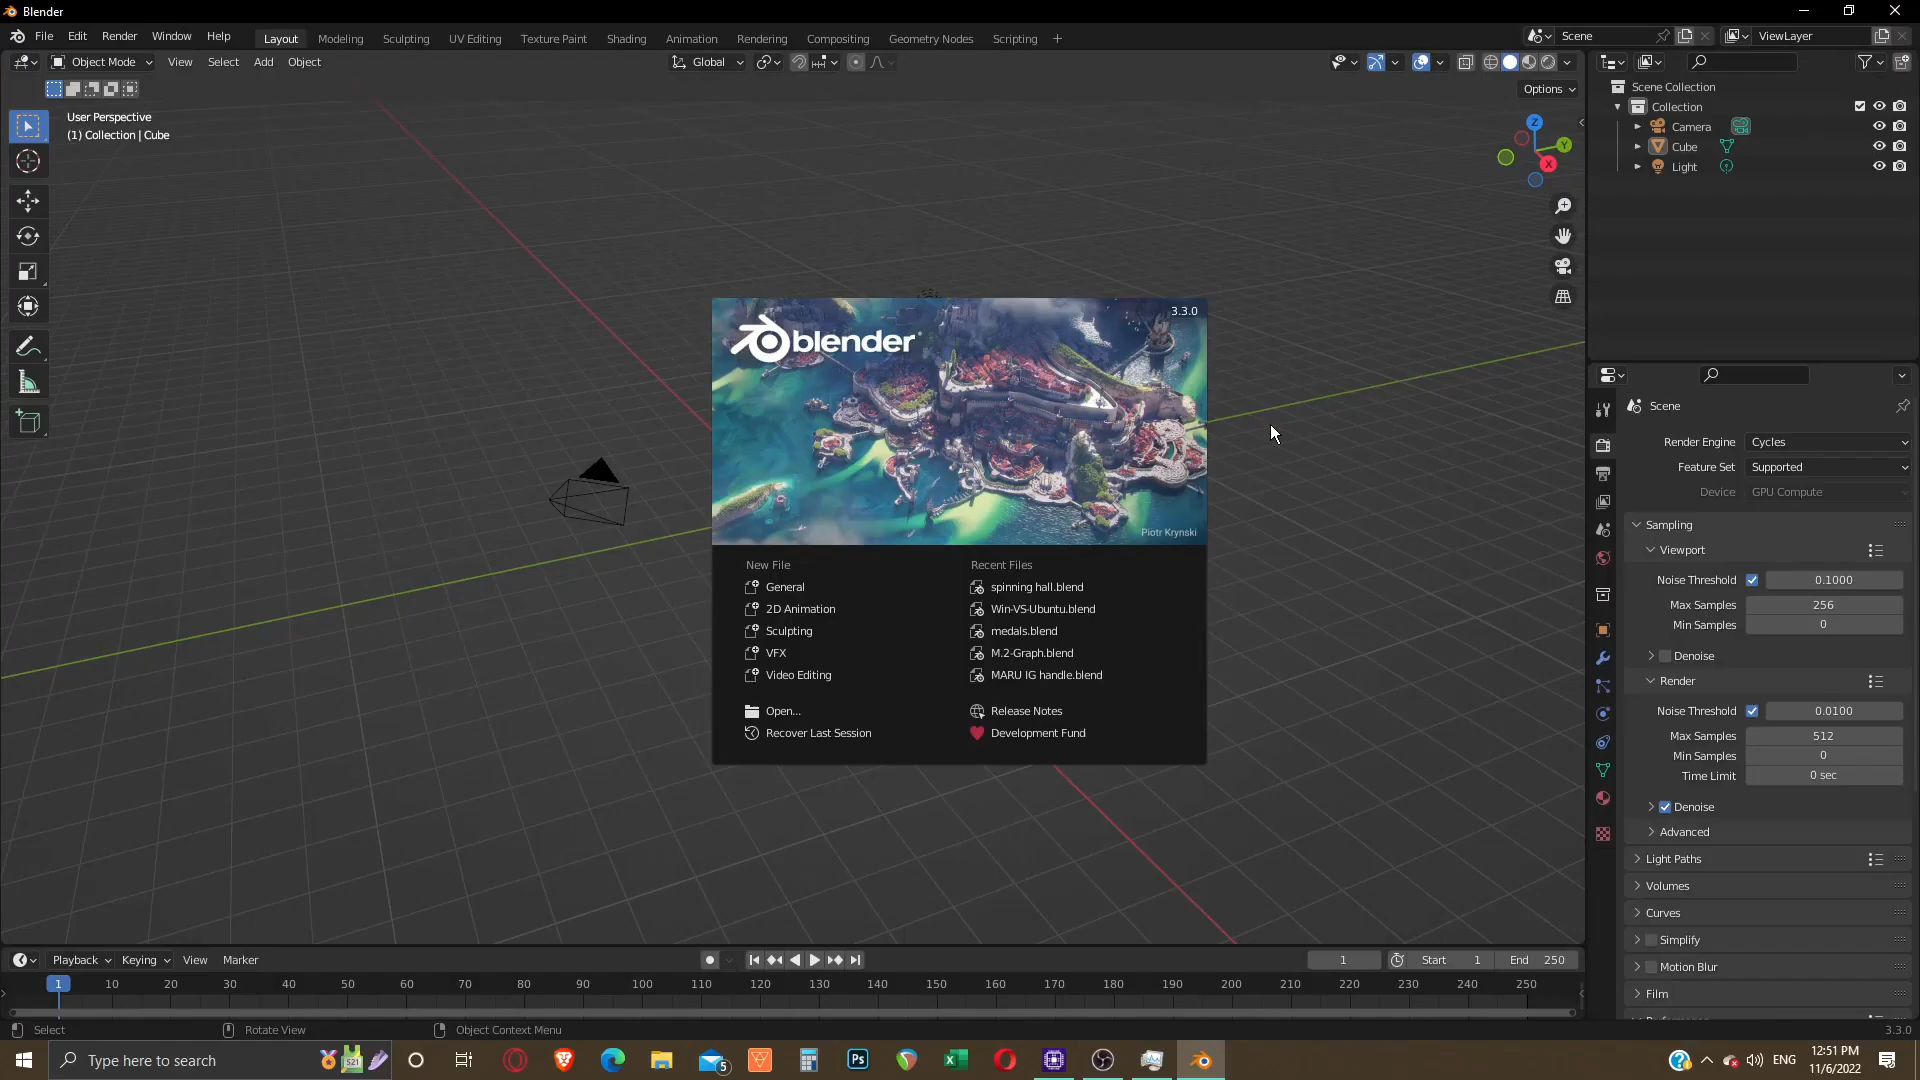 Blender
File Edit Render Window Help
Layout Modeling Sculpting UV Editing Texture Paint Shading Animation Rendering Compositing Geometry Nodes Scripting +
Scene
ViewLayer
Object Mode View Select Add Object
Global
Options
User Perspective
(1) Collection | Cube
Z
Y
X
Scene Collection
Collection
Camera
Cube
Light
blender
3.3.0
Piotr Krynski
New File
General
2D Animation
Sculpting
VFX
Video Editing
Open...
Recover Last Session
Recent Files
spinning hall.blend
Win-VS-Ubuntu.blend
medals.blend
M.2-Graph.blend
MARU IG handle.blend
Release Notes
Development Fund
Scene
Render Engine Cycles
Feature Set Supported
Device GPU Compute
Sampling
Viewport
Noise Threshold 0.1000
Max Samples 256
Min Samples 0
Denoise
Render
Noise Threshold 0.0100
Max Samples 512
Min Samples 0
Time Limit 0 sec
Denoise
Advanced
Light Paths
Volumes
Curves
Simplify
Motion Blur
Film
Playback Keying View Marker
1 Start 1 End 250
1 10 20 30 40 50 60 70 80 90 100 110 120 130 140 150 160 170 180 190 200 210 220 230 240 250
Select Rotate View Object Context Menu
3.3.0
Type here to search
S21
5
Ps
ENG
12:51 PM
11/6/2022